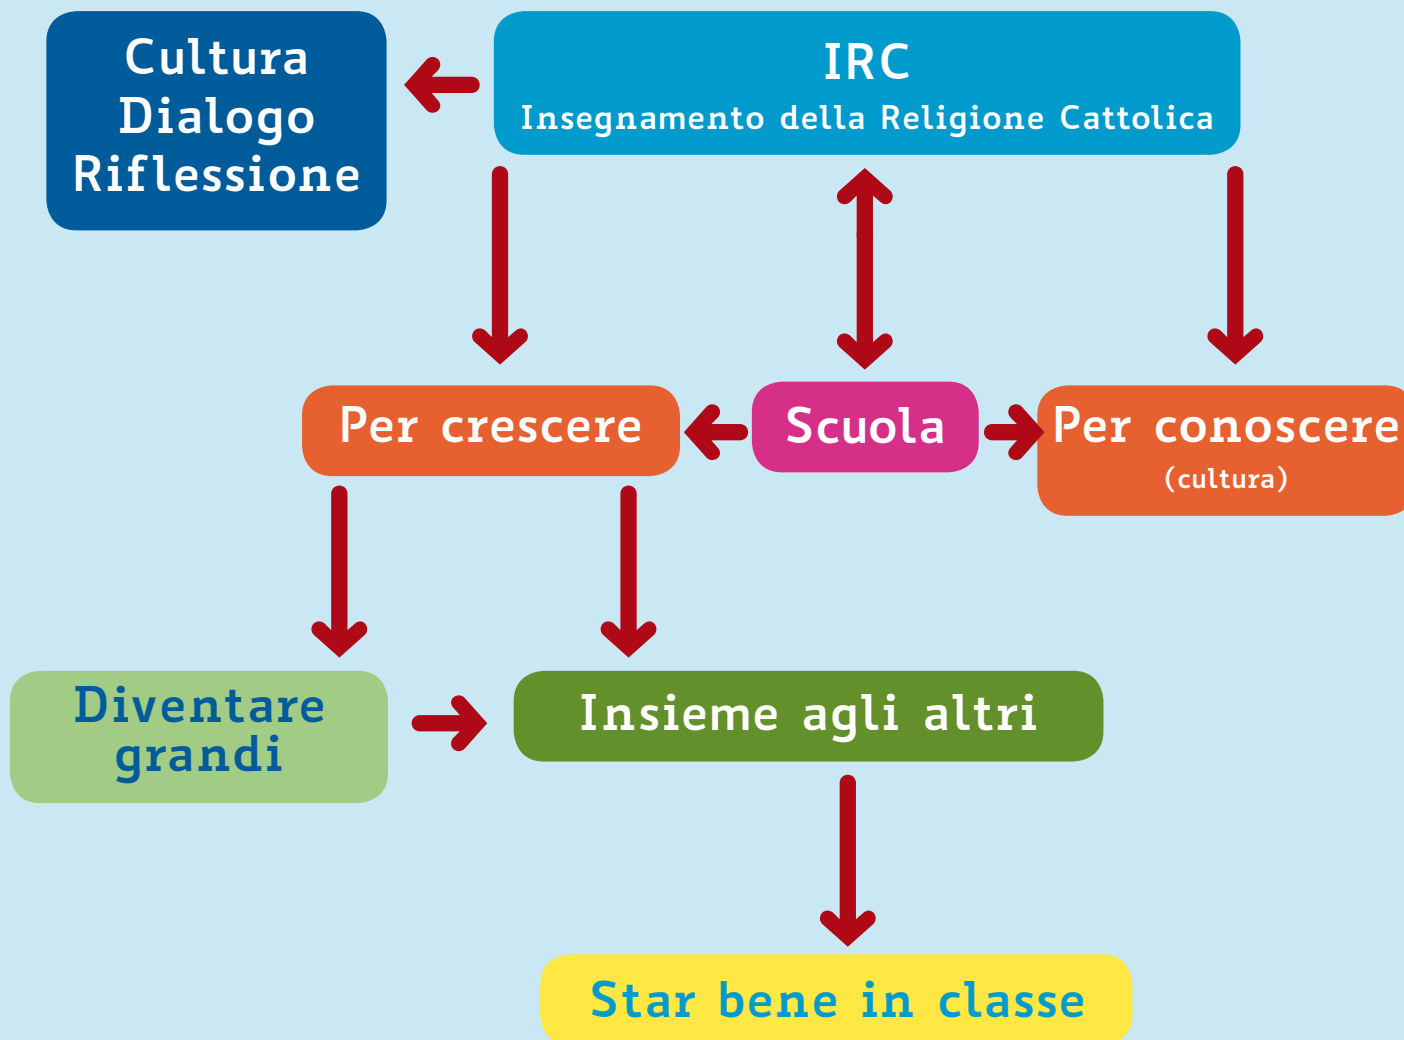 Cultura
Dialogo
Riflessione
IRC
Insegnamento della Religione Cattolica
Per crescere
Scuola
Per conoscere
(cultura)
Diventare
grandi
Insieme agli altri
Star bene in classe